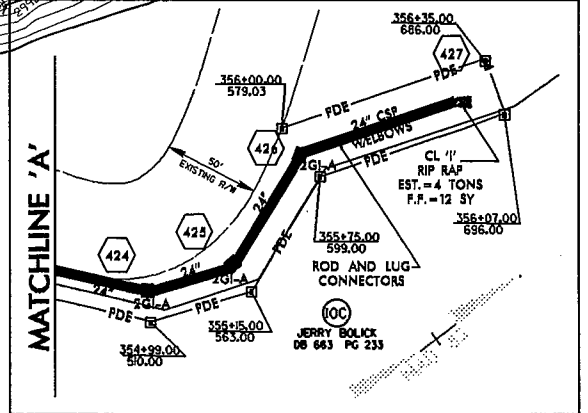 356+35.00
686.00
427
PDE
PDE
356+00.00
579.03
24" CSP
W/ELBOWS
426
PDE
2GI-A
CL 'I'
RIP RAP
EST.=4 TONS
F.F.=12 SY
50'
EXISTING R/W
24"
356+07.00
696.00
MATCHLINE 'A'
425
355+75.00
599.00
PDE
424
24"
ROD AND LUG
CONNECTORS
24"
2GI-A
2GI-A
PDE
PDE
10C
JERRY BOLICK
DB 663 PG 233
355+15.00
563.00
354+99.00
510.00